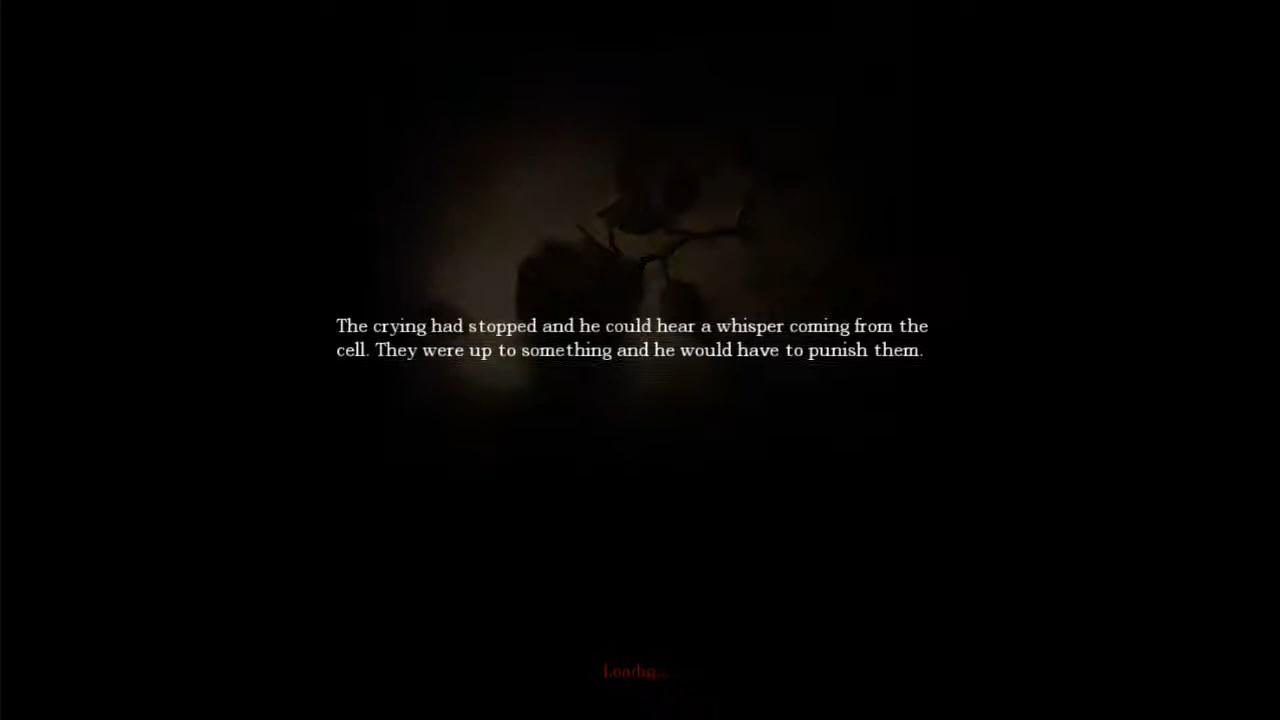 The crying had stopped and he could hear a whisper coming from the
cell. They were up to something and he would have to punish them.
Loading...